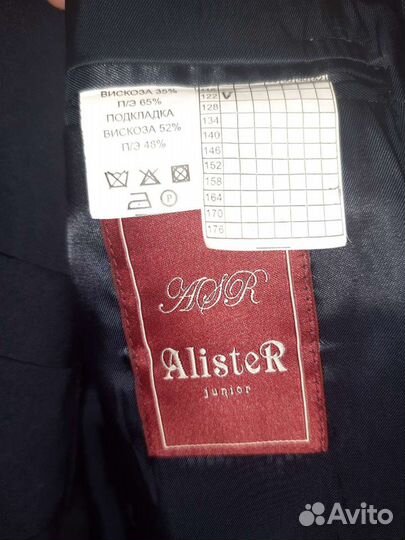 ВИСКОЗА 35%
П/Э 65%
ПОДКЛАДКА
ВИСКОЗА 52%
П/Э 48%
P
122 V
128
134
140
146
152
158
164
170
176
ASR
AlisteR
junior
Avito